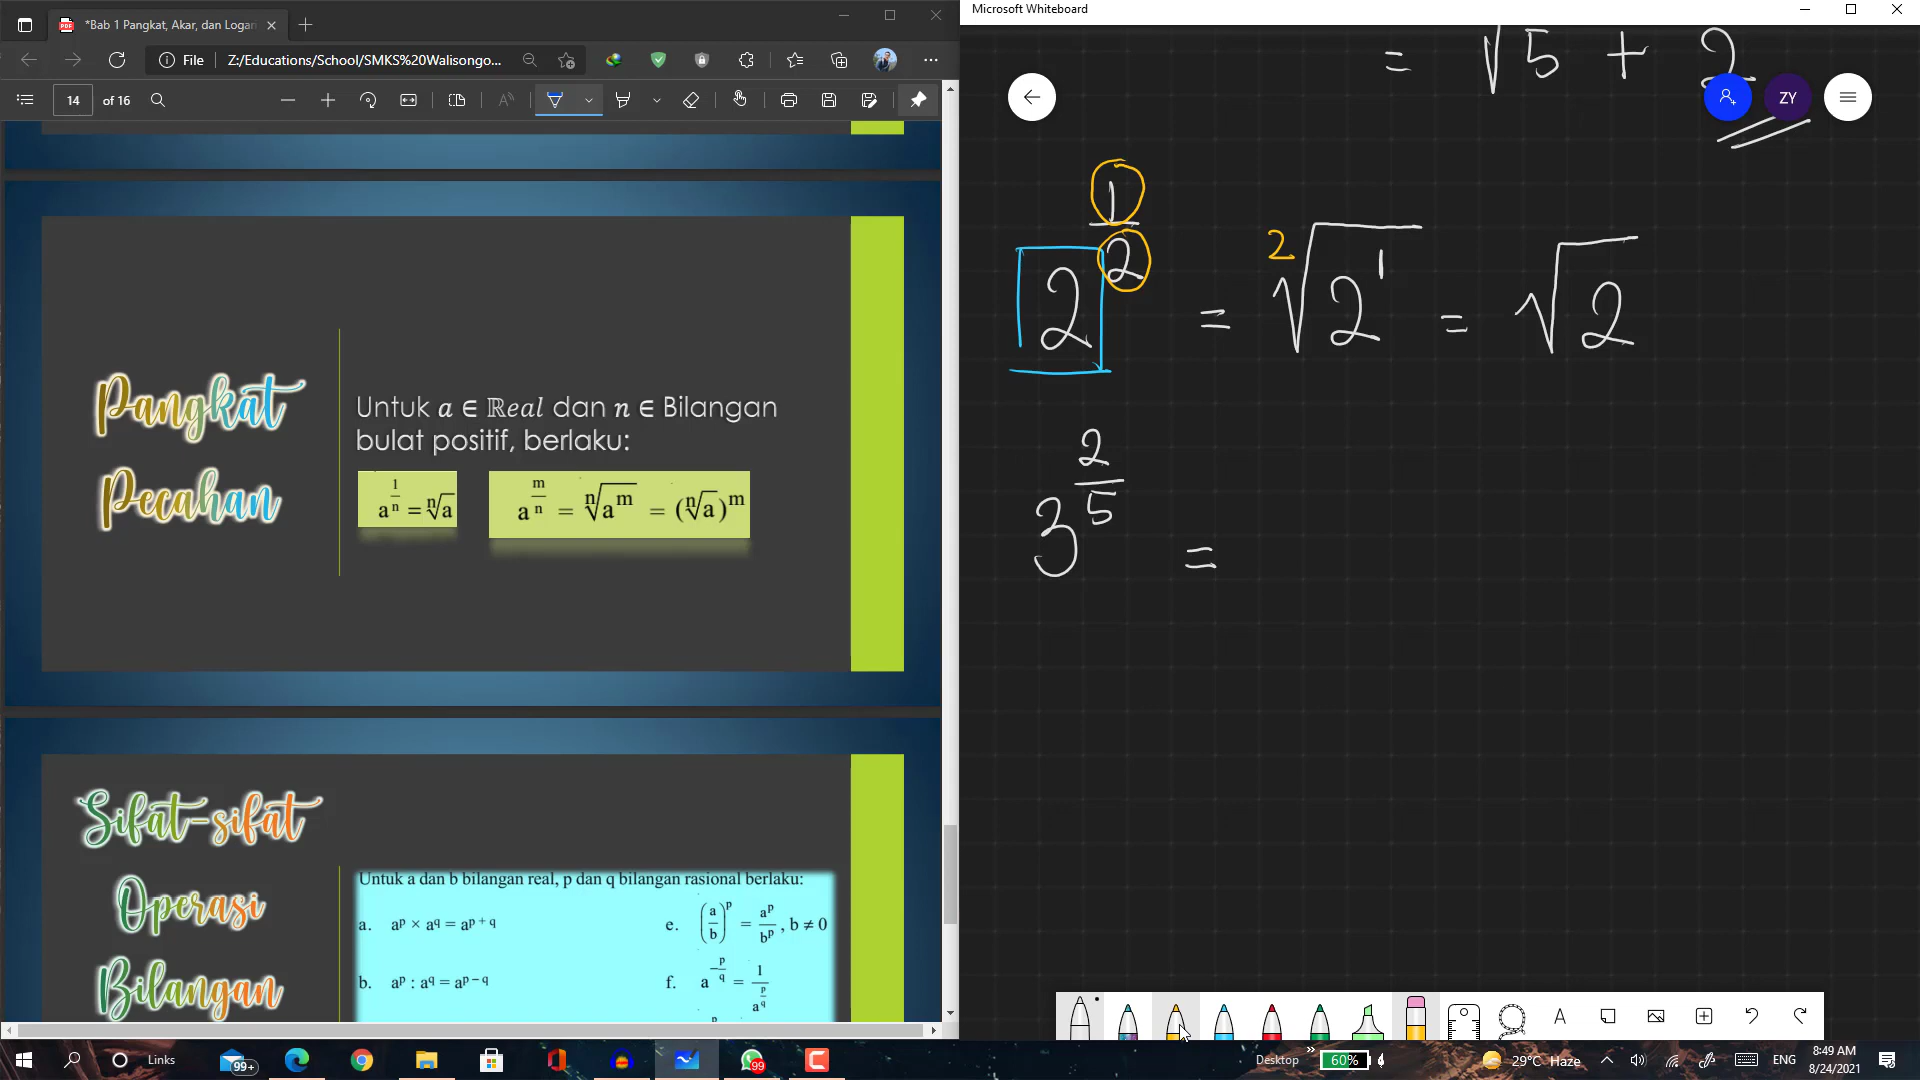 *Bab 1 Pangkat, Akar, dan Logar
File
Z:/Educations/School/SMKS%20Walisongo...
14 of 16
Pangkat
Pecahan
Untuk a ∈ ℝeal dan n ∈ Bilangan
bulat positif, berlaku:
a^(1/n) = ⁿ√a
a^(m/n) = ⁿ√(a^m) = (ⁿ√a)^m
Sifat-sifat
Operasi
Bilangan
Untuk a dan b bilangan real, p dan q bilangan rasional berlaku:
a. a^p × a^q = a^(p + q)
e. (a/b)^p = a^p/b^p , b ≠ 0
b. a^p : a^q = a^(p − q)
f. a^(−p/q) = 1/a^(p/q)
Microsoft Whiteboard
= √5 + 2
ZY
2^(1/2) = ²√(2^1) = √2
3^(2/5) =
Links
99+
99
Desktop
60%
29°C Haze
ENG
8:49 AM
8/24/2021